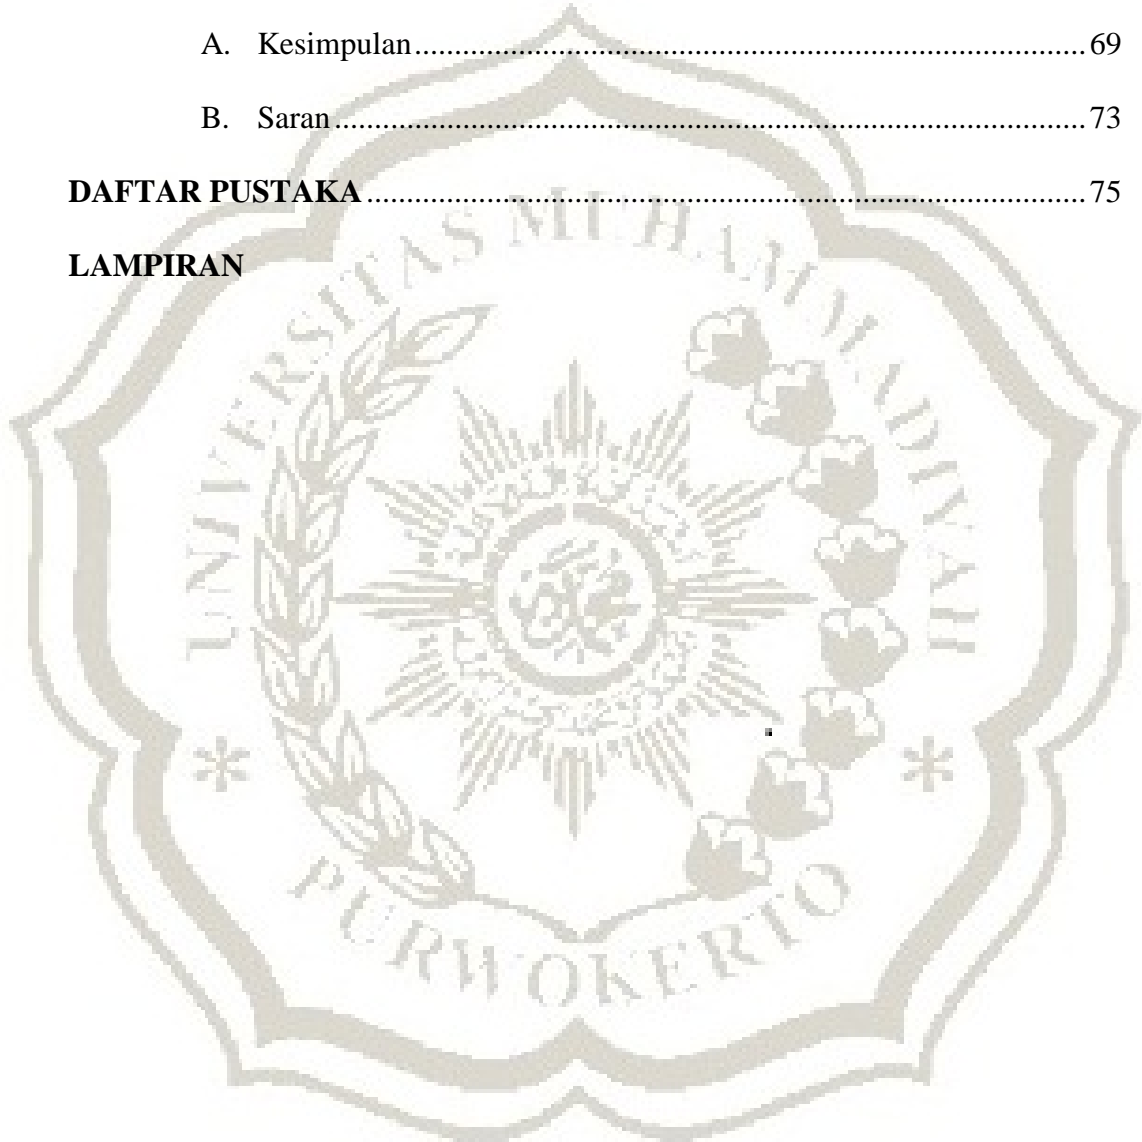 A. Kesimpulan........................................................................................69
B. Saran...................................................................................................73
DAFTAR PUSTAKA...............................................................................................75
LAMPIRAN
UNIVERSITAS MUHAMMADIYAH
PURWOKERTO